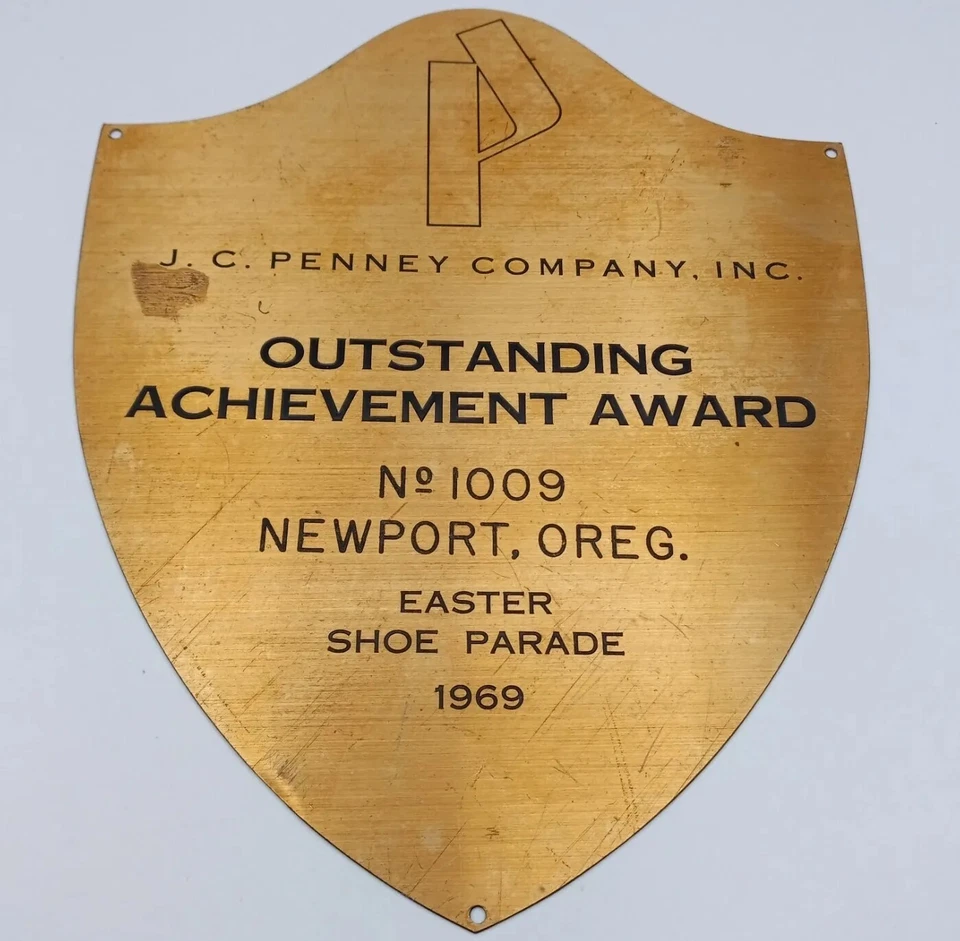 P
J. C. PENNEY COMPANY, INC.
OUTSTANDING
ACHIEVEMENT AWARD
Nº 1009
NEWPORT, OREG.
EASTER
SHOE PARADE
1969